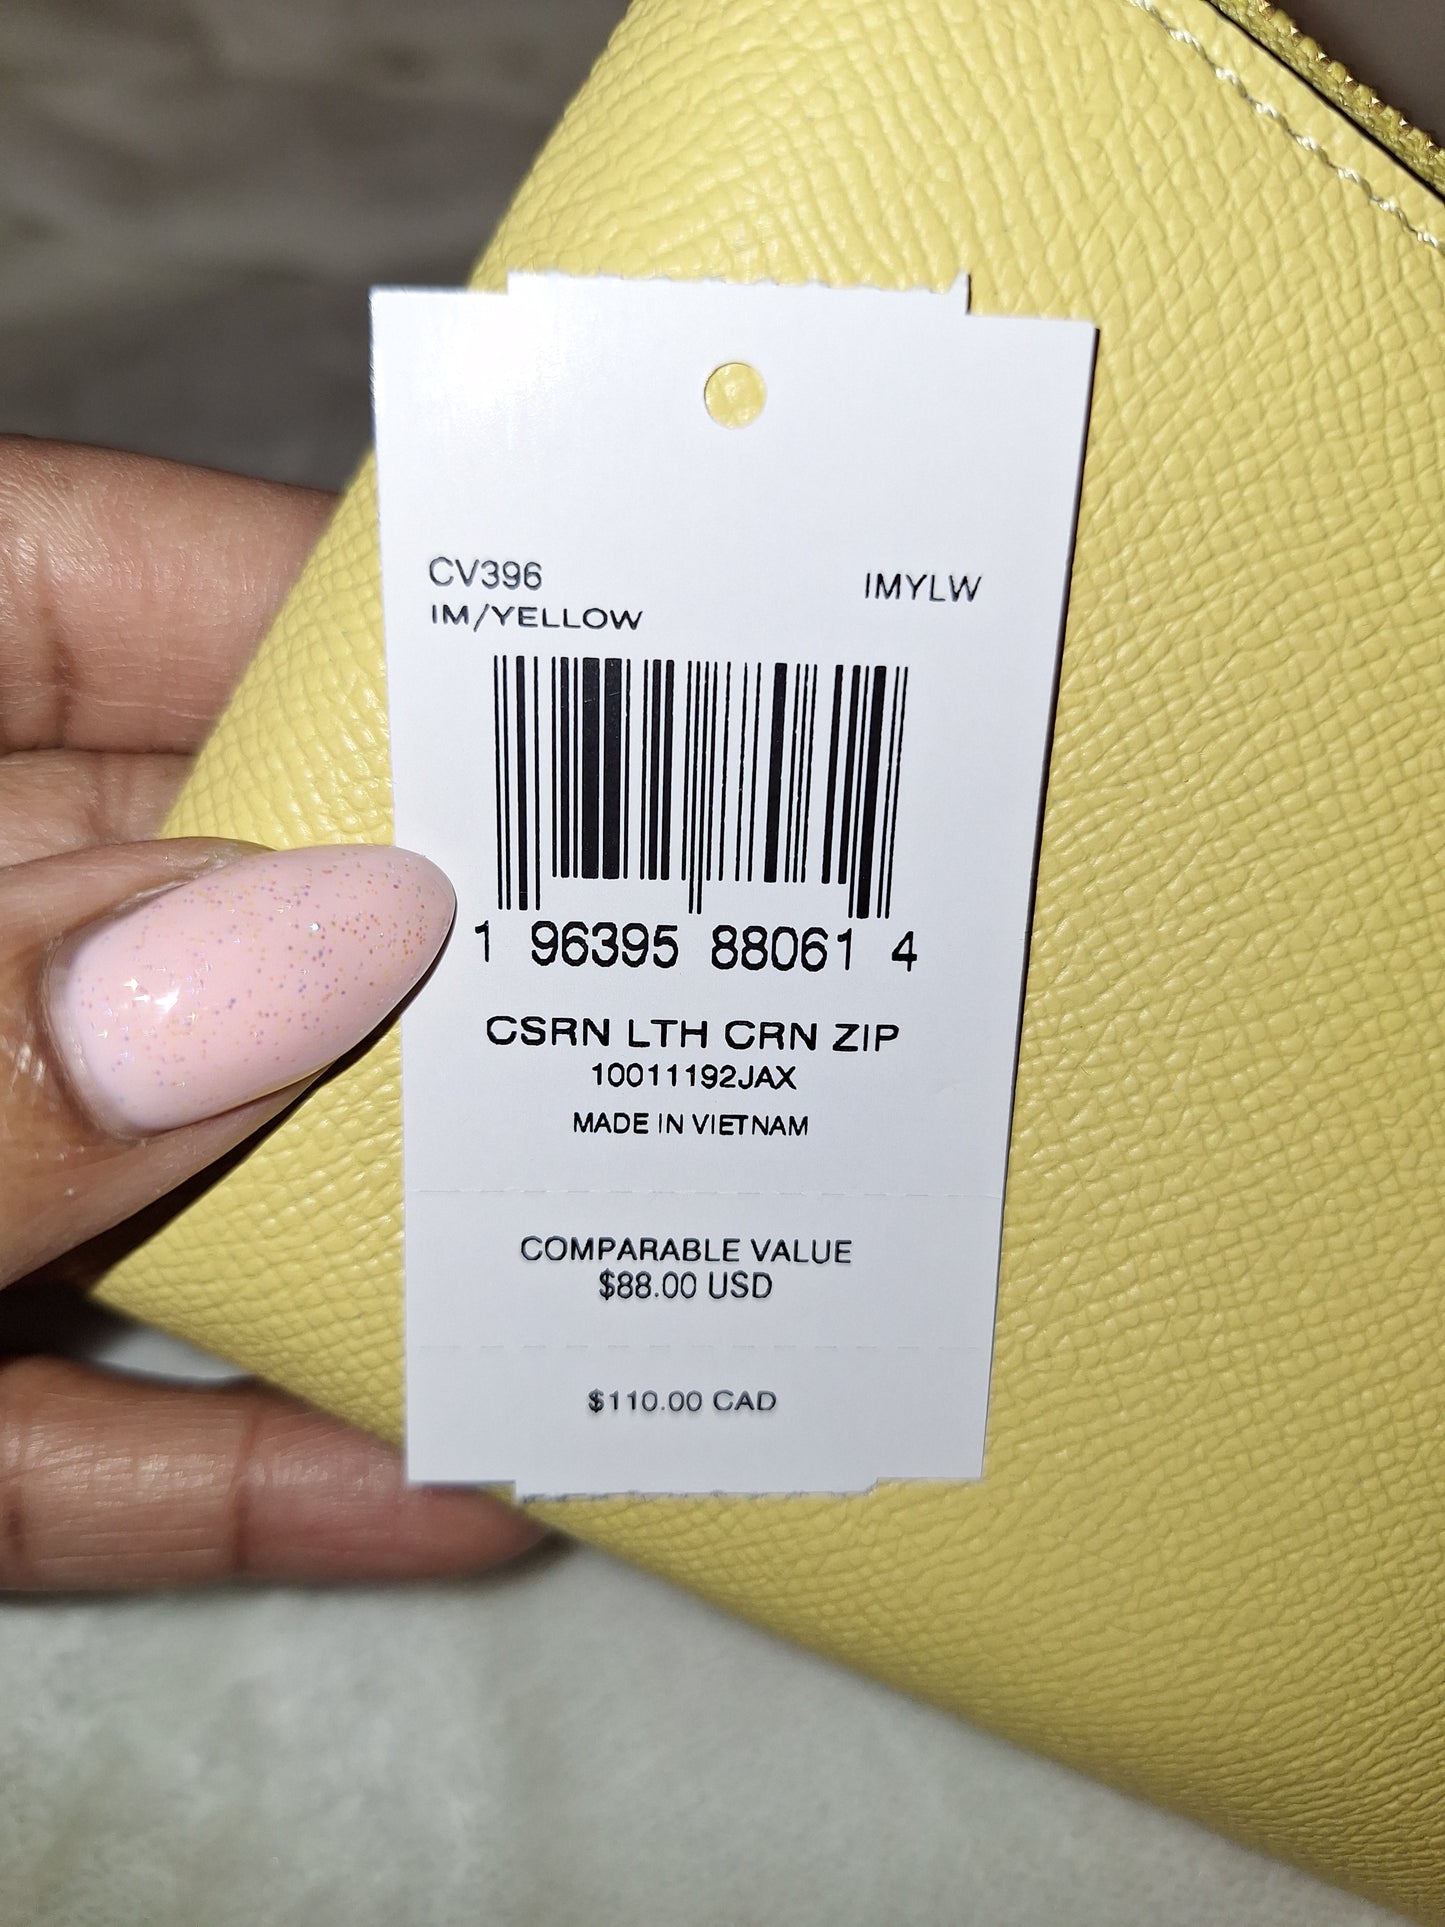 CV396 IMYLW
IM/YELLOW
1 96395 88061 4
CSRN LTH CRN ZIP
10011192JAX
MADE IN VIETNAM
COMPARABLE VALUE
$88.00 USD
$110.00 CAD